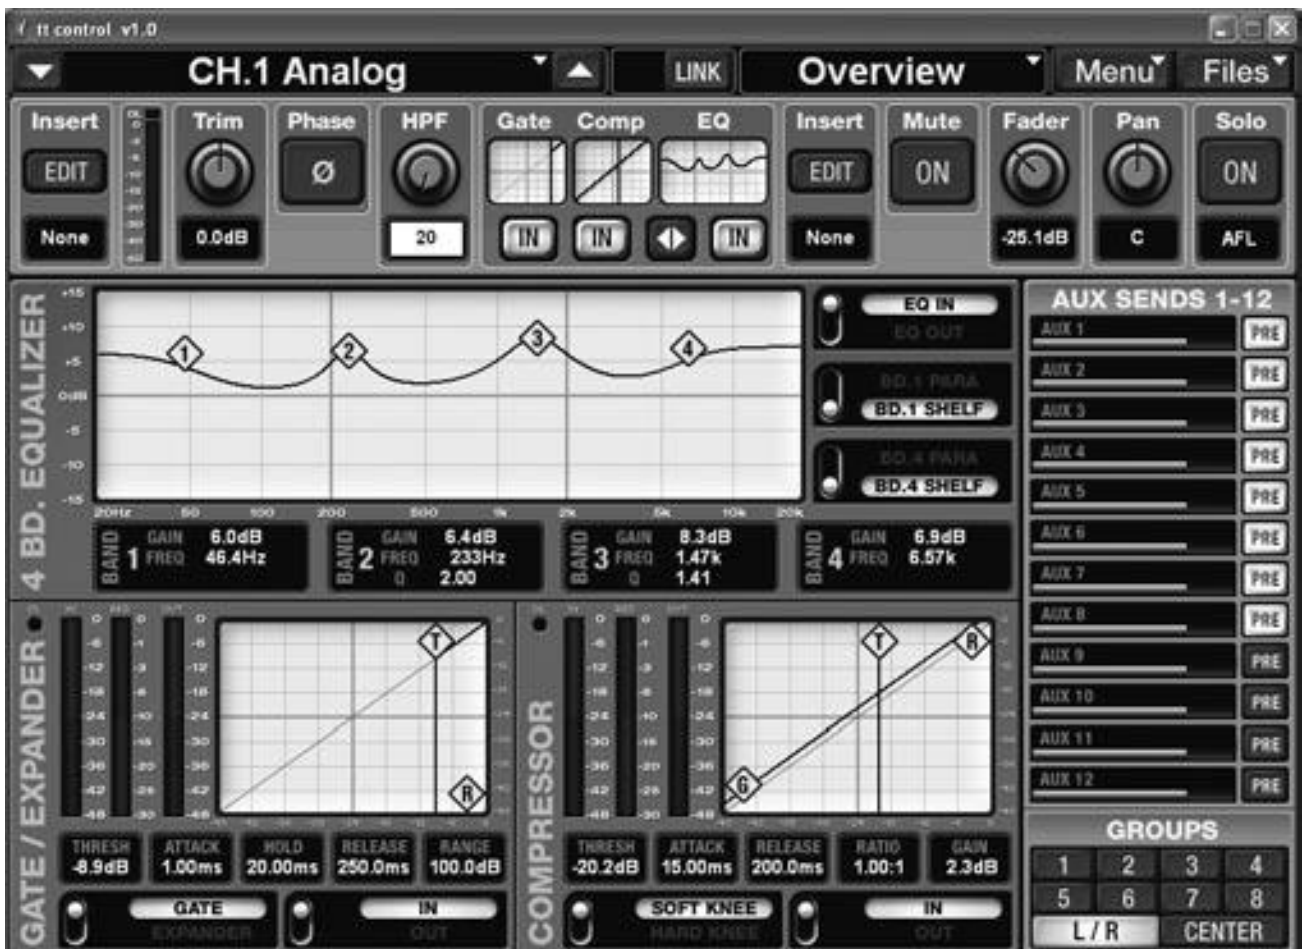 tt control v1.0
CH.1 Analog LINK Overview Menu Files
Insert Trim Phase HPF Gate Comp EQ Insert Mute Fader Pan Solo
EDIT Ø EDIT ON ON
None 0.0dB 20 IN IN IN None -25.1dB C AFL
4 BD. EQUALIZER
+15
+10
+5
0dB
-5
-10
-15
1 2 3 4
20Hz 50 100 200 500 1k 2k 5k 10k 20k
EQ IN
EQ OUT
BD.1 PARA
BD.1 SHELF
BD.4 PARA
BD.4 SHELF
BAND 1 GAIN 6.0dB
FREQ 46.4Hz
BAND 2 GAIN 6.4dB
FREQ 233Hz
Q 2.00
BAND 3 GAIN 8.3dB
FREQ 1.47k
Q 1.41
BAND 4 GAIN 6.9dB
FREQ 6.57k
AUX SENDS 1-12
AUX 1 PRE
AUX 2 PRE
AUX 3 PRE
AUX 4 PRE
AUX 5 PRE
AUX 6 PRE
AUX 7 PRE
AUX 8 PRE
AUX 9 PRE
AUX 10 PRE
AUX 11 PRE
AUX 12 PRE
GATE / EXPANDER
T
R
THRESH ATTACK HOLD RELEASE RANGE
-8.9dB 1.00ms 20.00ms 250.0ms 100.0dB
GATE IN
EXPANDER OUT
COMPRESSOR
T R
G
THRESH ATTACK RELEASE RATIO GAIN
-20.2dB 15.00ms 200.0ms 1.00:1 2.3dB
SOFT KNEE IN
HARD KNEE OUT
GROUPS
1 2 3 4
5 6 7 8
L / R CENTER